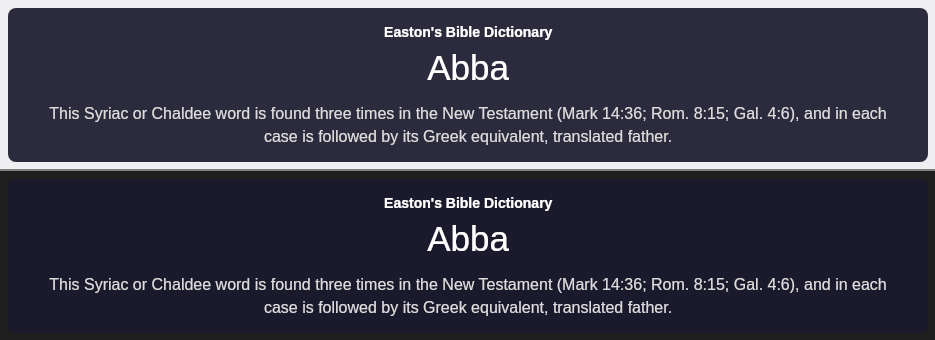 Easton's Bible Dictionary
Abba
This Syriac or Chaldee word is found three times in the New Testament (Mark 14:36; Rom. 8:15; Gal. 4:6), and in each
case is followed by its Greek equivalent, translated father.
Easton's Bible Dictionary
Abba
This Syriac or Chaldee word is found three times in the New Testament (Mark 14:36; Rom. 8:15; Gal. 4:6), and in each
case is followed by its Greek equivalent, translated father.